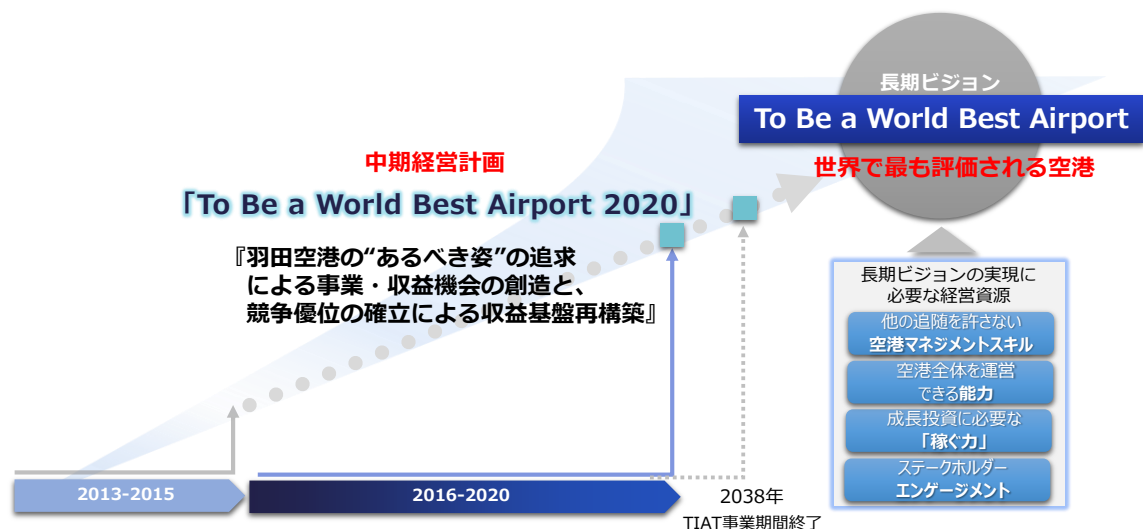 長期ビジョン
To Be a World Best Airport
世界で最も評価される空港
中期経営計画
「To Be a World Best Airport 2020」
『羽田空港の“あるべき姿”の追求
による事業・収益機会の創造と、
競争優位の確立による収益基盤再構築』
長期ビジョンの実現に
必要な経営資源
他の追随を許さない
空港マネジメントスキル
空港全体を運営
できる能力
成長投資に必要な
「稼ぐ力」
ステークホルダー
エンゲージメント
2013-2015
2016-2020
2038年
TIAT事業期間終了